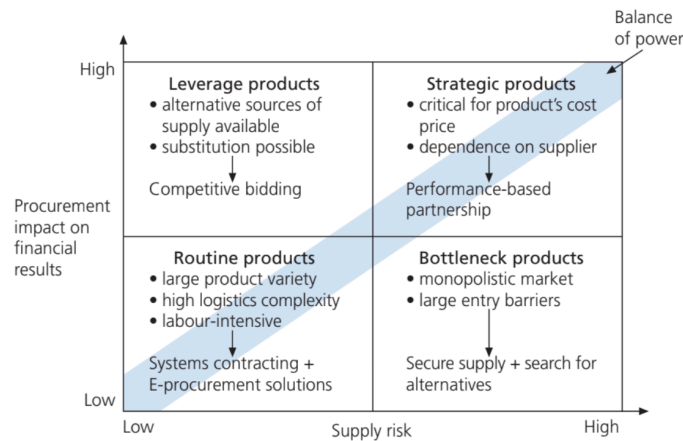 Balance
of power
High
Leverage products
• alternative sources of
supply available
• substitution possible
Competitive bidding
Strategic products
• critical for product's cost
price
• dependence on supplier
Performance-based
partnership
Procurement
impact on
financial
results
Routine products
• large product variety
• high logistics complexity
• labour-intensive
Systems contracting +
E-procurement solutions
Bottleneck products
• monopolistic market
• large entry barriers
Secure supply + search for
alternatives
Low
Low
Supply risk
High